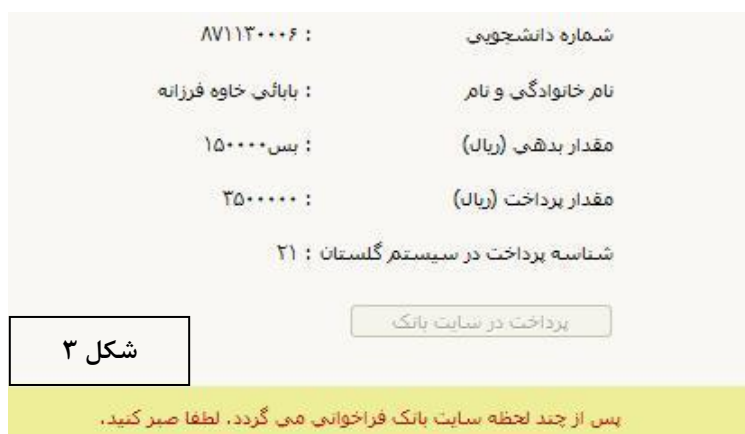 شماره دانشجویی : ۸۷۱۱۳۰۰۰۶
نام خانوادگی و نام : بابائی خاوه فرزانه
مقدار بدهی (ریال) : بس۱۵۰۰۰۰
مقدار پرداخت (ریال) : ۳۵۰۰۰۰۰
شناسه پرداخت در سیستم گلستان : ۲۱
پرداخت در سایت بانک
شکل ۳
پس از چند لحظه سایت بانک فراخوانی می گردد. لطفا صبر کنید.